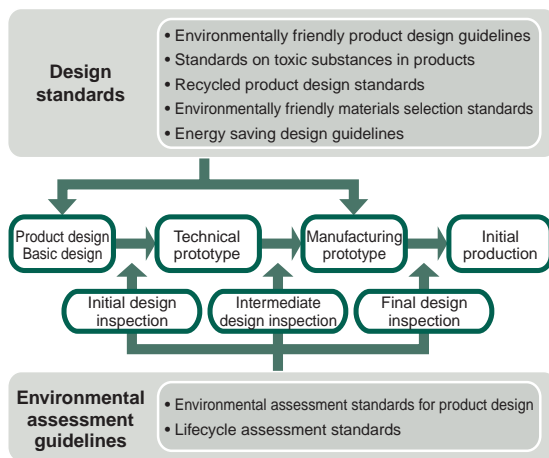 Design
standards
• Environmentally friendly product design guidelines
• Standards on toxic substances in products
• Recycled product design standards
• Environmentally friendly materials selection standards
• Energy saving design guidelines
Product design
Basic design
Technical
prototype
Manufacturing
prototype
Initial
production
Initial design
inspection
Intermediate
design inspection
Final design
inspection
Environmental
assessment
guidelines
• Environmental assessment standards for product design
• Lifecycle assessment standards